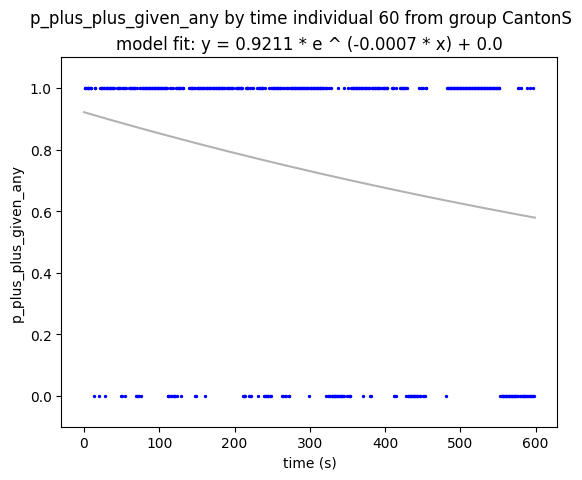 p_plus_plus_given_any by time individual 60 from group CantonS
model fit: y = 0.9211 * e ^ (-0.0007 * x) + 0.0
1.0
0.8
0.6
0.4
0.2
0.0
p_plus_plus_given_any
0 100 200 300 400 500 600
time (s)